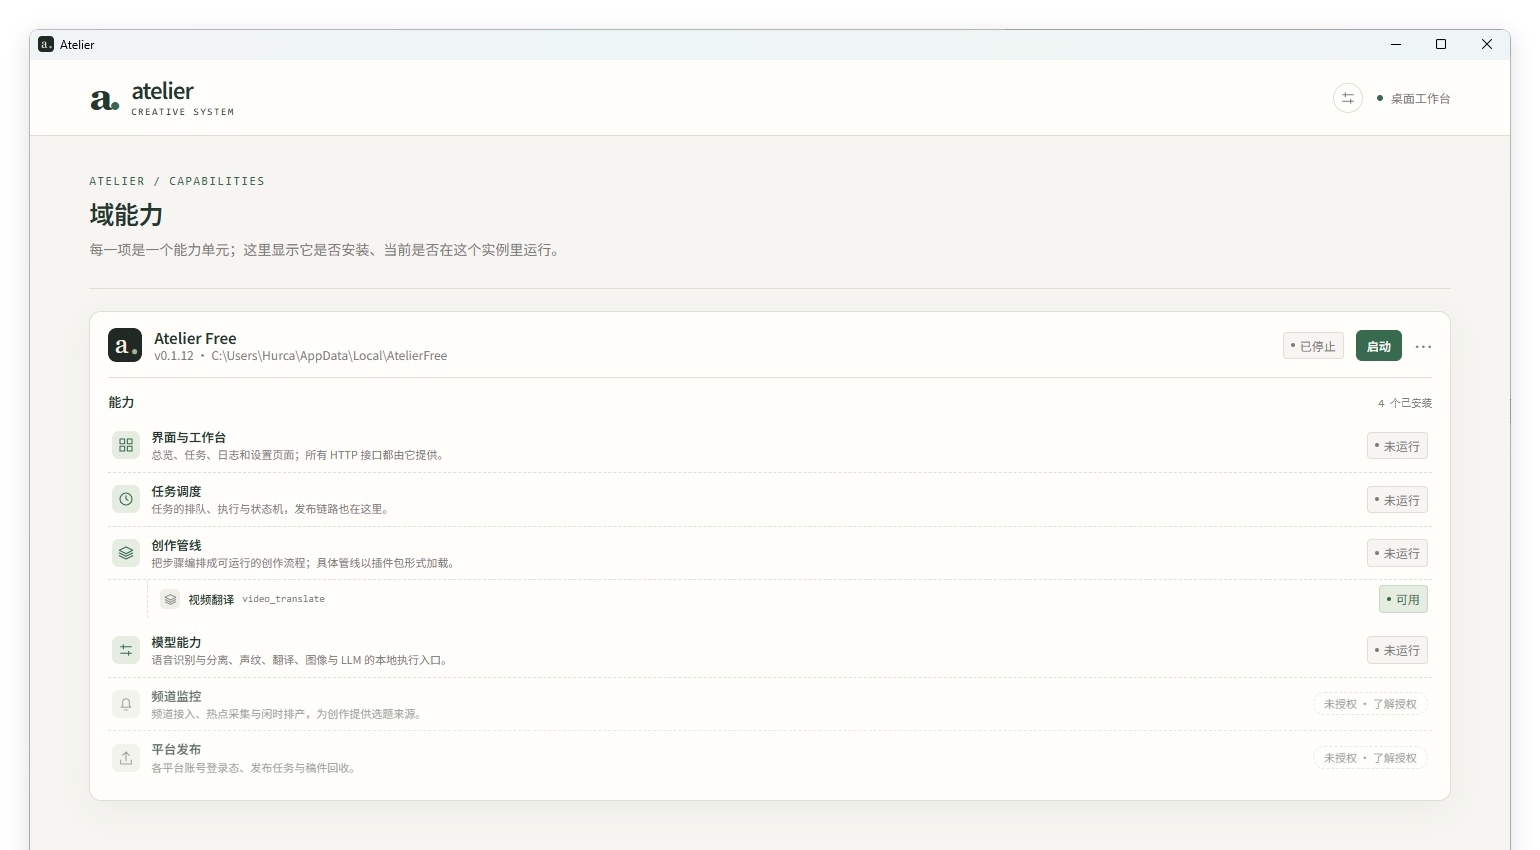 a. Atelier
a. atelier
CREATIVE SYSTEM
桌面工作台
ATELIER / CAPABILITIES
域能力
每一项是一个能力单元；这里显示它是否安装、当前是否在这个实例里运行。
a. Atelier Free
v0.1.12 • C:\Users\Hurca\AppData\Local\AtelierFree
已停止
启动
能力
4 个已安装
界面与工作台
总览、任务、日志和设置页面；所有 HTTP 接口都由它提供。
未运行
任务调度
任务的排队、执行与状态机，发布链路也在这里。
未运行
创作管线
把步骤编排成可运行的创作流程；具体管线以插件包形式加载。
未运行
视频翻译 video_translate
可用
模型能力
语音识别与分离、声纹、翻译、图像与 LLM 的本地执行入口。
未运行
频道监控
频道接入、热点采集与闲时排产，为创作提供选题来源。
未授权 • 了解授权
平台发布
各平台账号登录态、发布任务与稿件回收。
未授权 • 了解授权